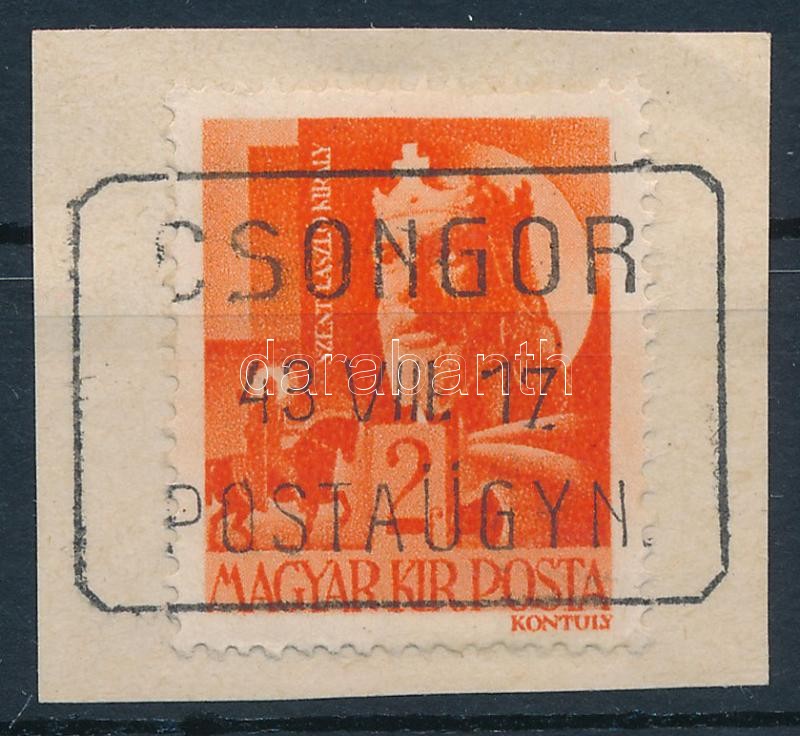 SZENT LÁSZLÓ KIRÁLY
CSONGOR
darabanth
43 VIII. 17.
2
POSTAÜGYN.
MAGYAR KIR. POSTA
KONTULY